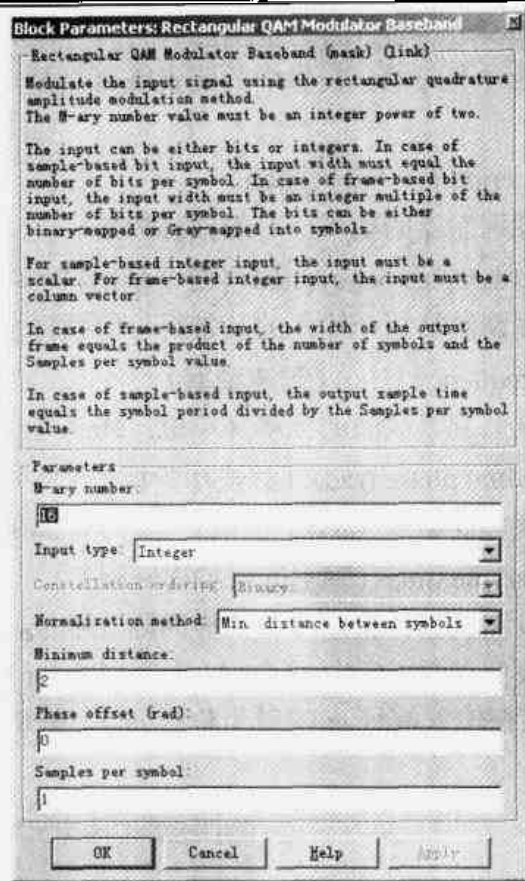 Block Parameters: Rectangular QAM Modulator Baseband
Rectangular QAM Modulator Baseband (mask) (link)
Modulate the input signal using the rectangular quadrature
amplitude modulation method.
The M-ary number value must be an integer power of two.
The input can be either bits or integers. In case of
sample-based bit input, the input width must equal the
number of bits per symbol. In case of frame-based bit
input, the input width must be an integer multiple of the
number of bits per symbol. The bits can be either
binary-mapped or Gray-mapped into symbols.
For sample-based integer input, the input must be a
scalar. For frame-based integer input, the input must be a
column vector.
In case of frame-based input, the width of the output
frame equals the product of the number of symbols and the
Samples per symbol value.
In case of sample-based input, the output sample time
equals the symbol period divided by the Samples per symbol
value.
Parameters
M-ary number:
16
Input type: Integer
Constellation ordering: Binary
Normalization method: Min. distance between symbols
Minimum distance:
2
Phase offset (rad):
0
Samples per symbol:
1
OK Cancel Help Apply